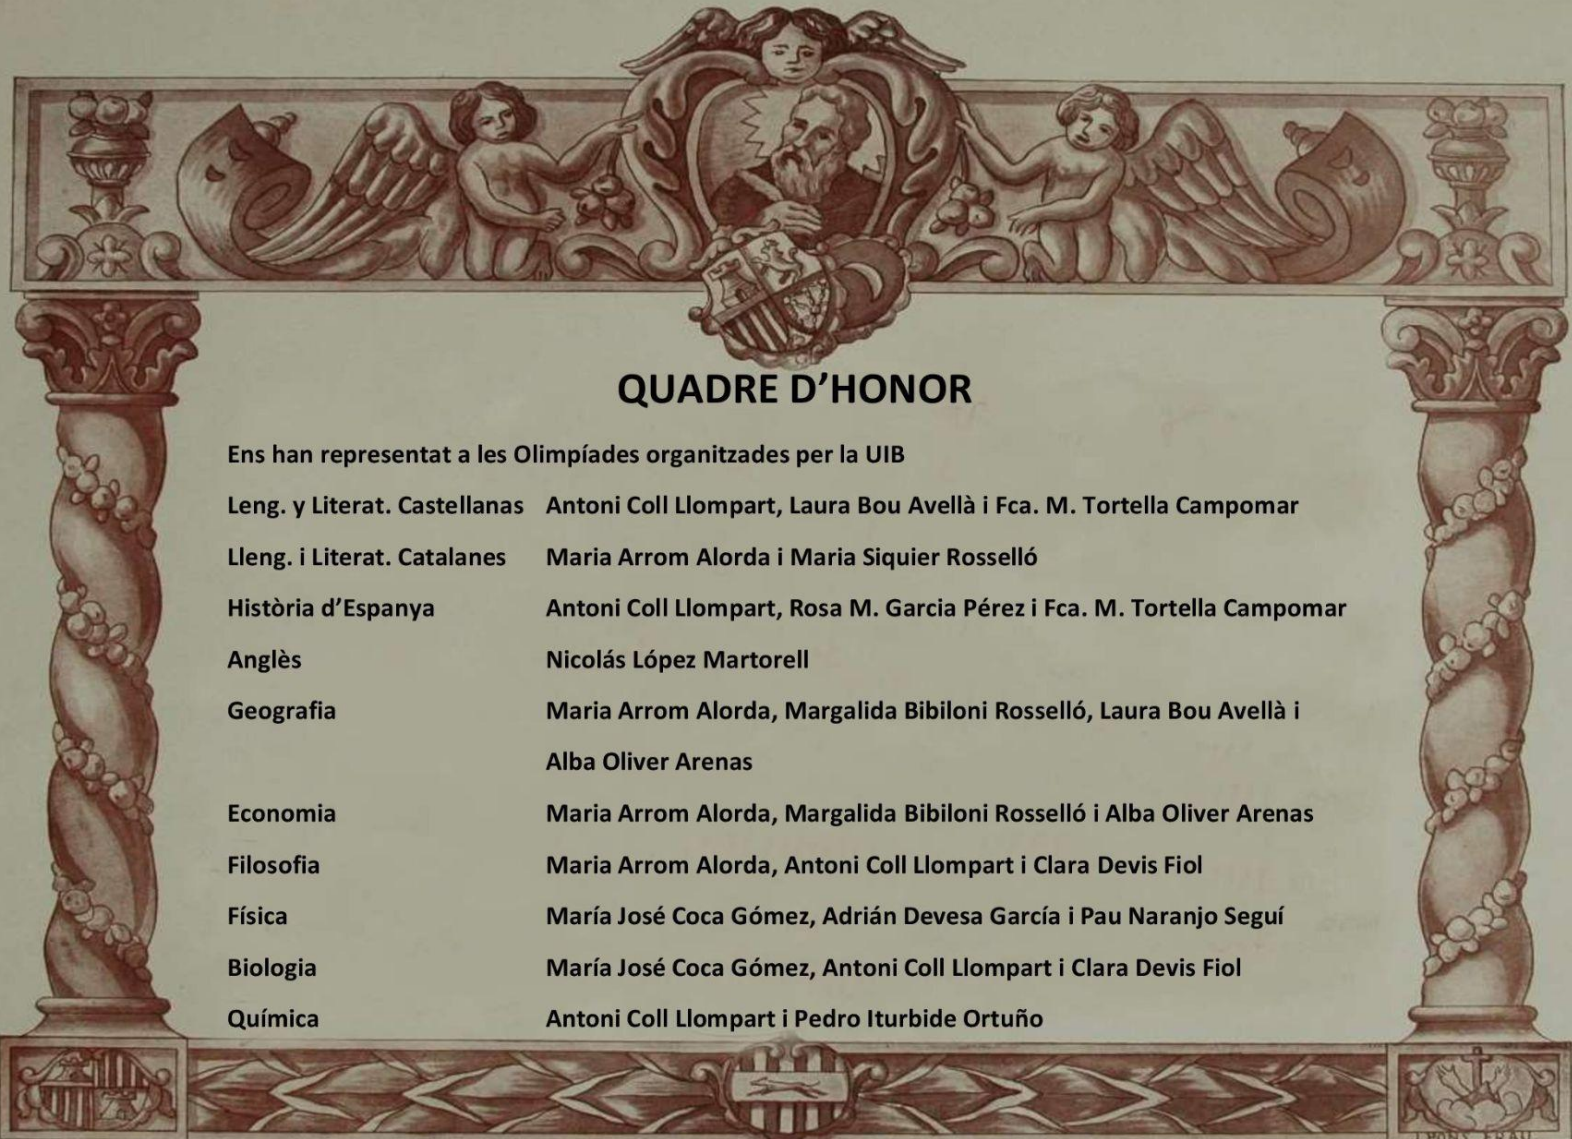 QUADRE D’HONOR
Ens han representat a les Olimpíades organitzades per la UIB
Leng. y Literat. Castellanas Antoni Coll Llompart, Laura Bou Avellà i Fca. M. Tortella Campomar
Lleng. i Literat. Catalanes Maria Arrom Alorda i Maria Siquier Rosselló
Història d’Espanya Antoni Coll Llompart, Rosa M. Garcia Pérez i Fca. M. Tortella Campomar
Anglès Nicolás López Martorell
Geografia Maria Arrom Alorda, Margalida Bibiloni Rosselló, Laura Bou Avellà i
Alba Oliver Arenas
Economia Maria Arrom Alorda, Margalida Bibiloni Rosselló i Alba Oliver Arenas
Filosofia Maria Arrom Alorda, Antoni Coll Llompart i Clara Devis Fiol
Física María José Coca Gómez, Adrián Devesa García i Pau Naranjo Seguí
Biologia María José Coca Gómez, Antoni Coll Llompart i Clara Devis Fiol
Química Antoni Coll Llompart i Pedro Iturbide Ortuño